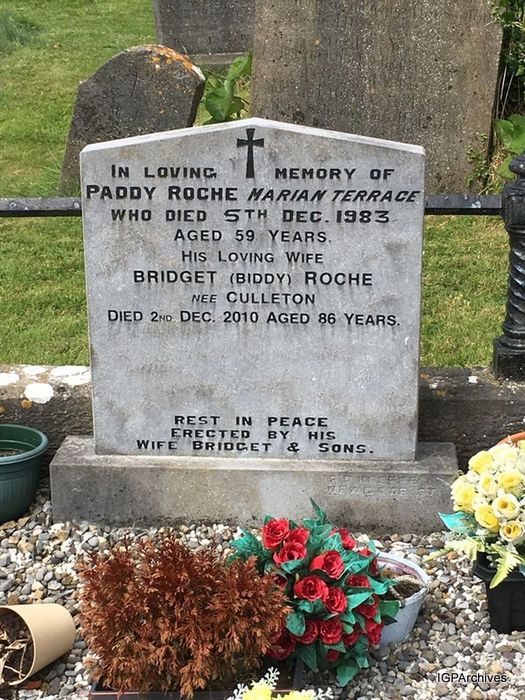 IN LOVING MEMORY OF
PADDY ROCHE MARIAN TERRACE
WHO DIED 5TH DEC. 1983
AGED 59 YEARS.
HIS LOVING WIFE
BRIDGET (BIDDY) ROCHE
NEE CULLETON
DIED 2ND DEC. 2010 AGED 86 YEARS.
REST IN PEACE
ERECTED BY HIS
WIFE BRIDGET & SONS.
IGPArchives